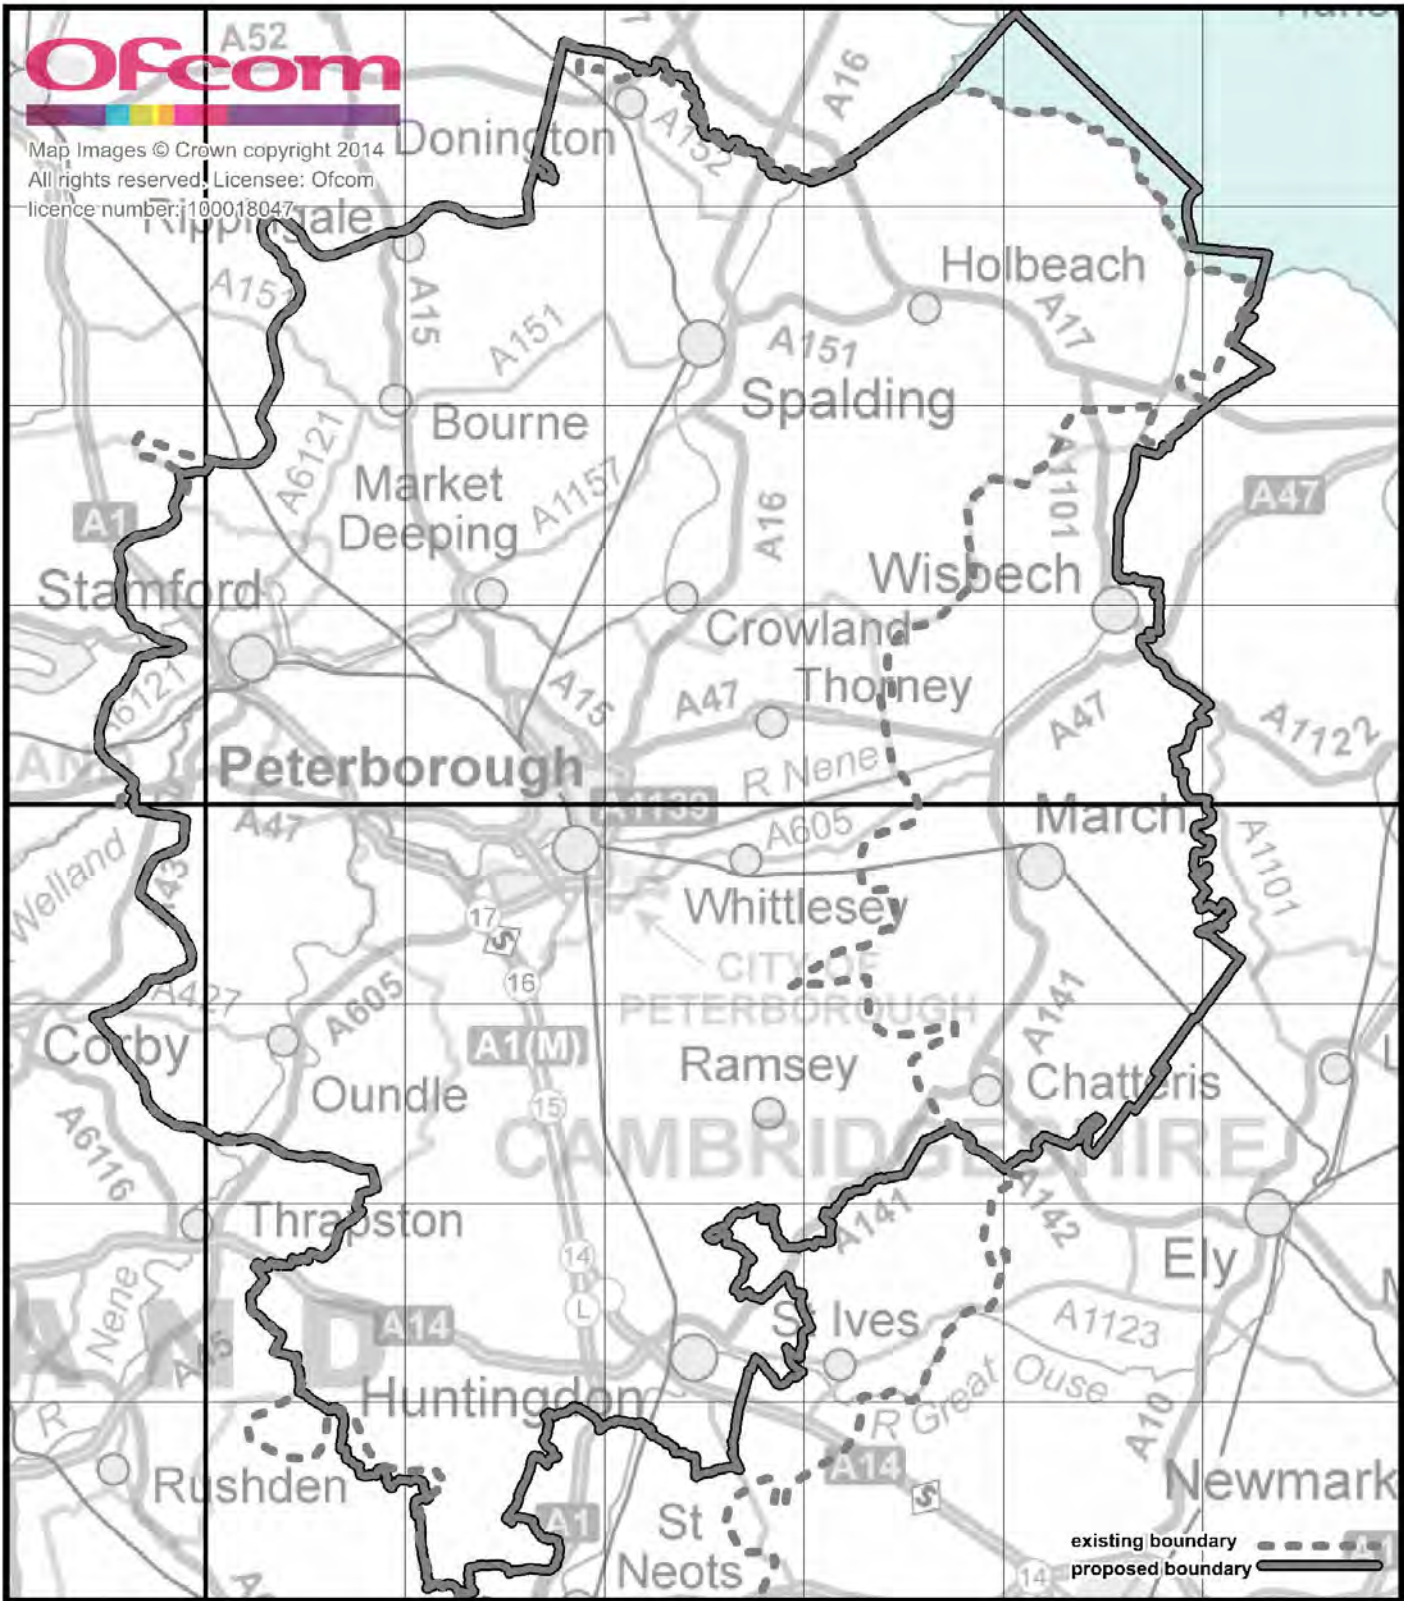 Ofcom
Map Images © Crown copyright 2014
All rights reserved. Licensee: Ofcom
licence number: 100018047
A52
A16
Donington
A152
Rippingale
A151
A15
A151
Holbeach
A17
A151
Spalding
Bourne
A6121
Market
Deeping
A1157
A16
A1101
A47
A1
Stamford
Wisbech
Crowland
Thorney
A6121
A15
A47
A47
A1122
Peterborough
R Nene
A1139
A47
A605
March
Welland
A43
A1101
Whittlesey
17
S
16
CITY OF
PETERBOROUGH
A427
A605
A141
Corby
A1(M)
Ramsey
Chatteris
Oundle
15
CAMBRIDGESHIRE
A6116
Thrapston
A141
A142
14
Ely
Nene
L
A14
St Ives
A1123
A45
Huntingdon
R Great Ouse
A10
R
Rushden
A14
S
Newmark
A1
St
Neots
14
existing boundary
proposed boundary